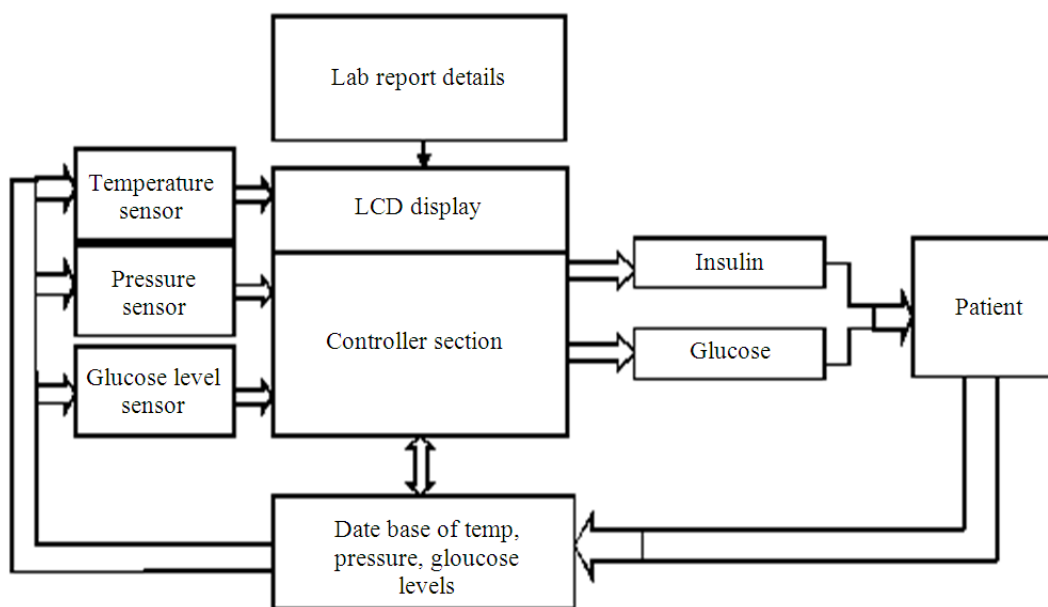 Lab report details
Temperature
sensor
LCD display
Pressure
sensor
Insulin
Patient
Controller section
Glucose
Glucose level
sensor
Date base of temp,
pressure, gloucose
levels